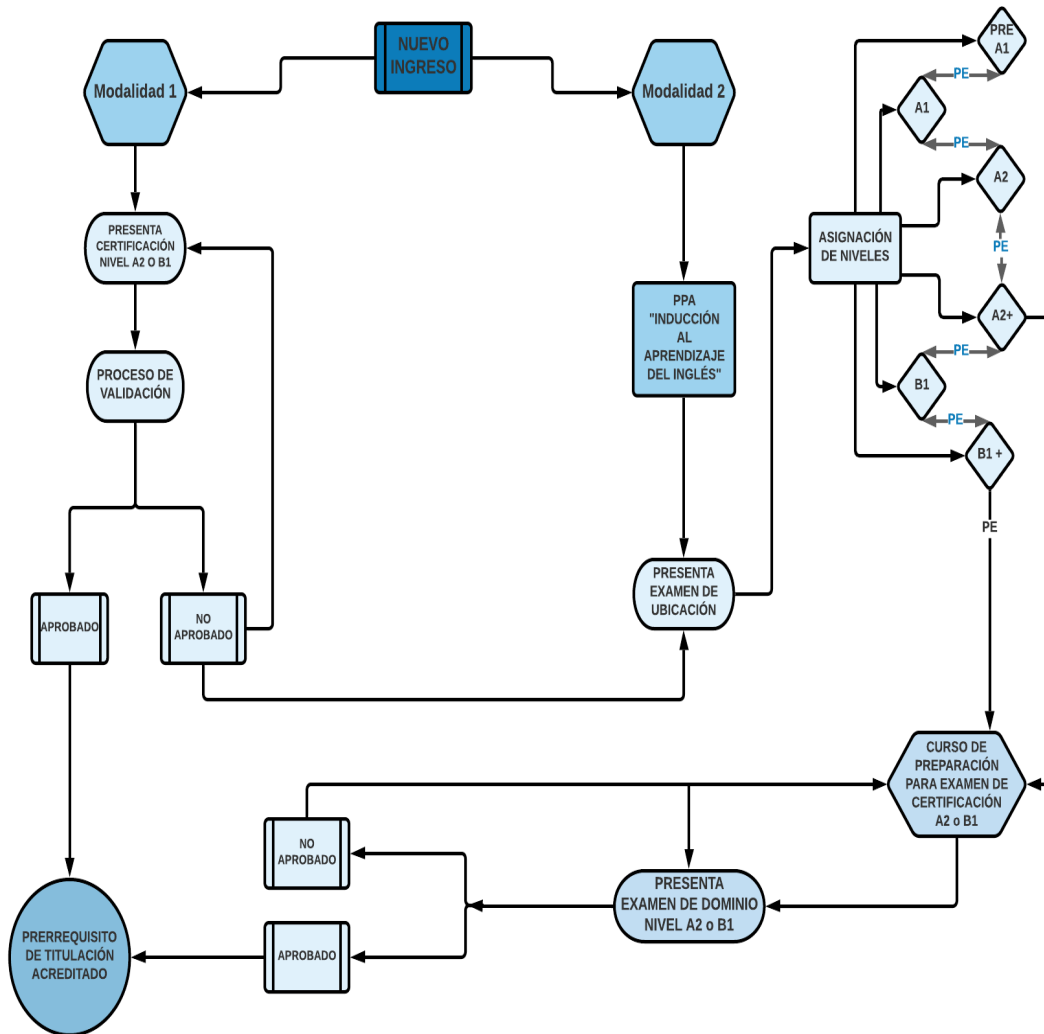 NUEVO
INGRESO
Modalidad 1
Modalidad 2
PRESENTA
CERTIFICACIÓN
NIVEL A2 O B1
PROCESO DE
VALIDACIÓN
APROBADO
NO
APROBADO
PPA
"INDUCCIÓN
AL
APRENDIZAJE
DEL INGLÉS"
PRESENTA
EXAMEN DE
UBICACIÓN
ASIGNACIÓN
DE NIVELES
PRE
A1
PE
A1
PE
A2
PE
A2+
PE
B1
PE
B1 +
PE
CURSO DE
PREPARACIÓN
PARA EXAMEN DE
CERTIFICACIÓN
A2 o B1
PRESENTA
EXAMEN DE DOMINIO
NIVEL A2 o B1
NO
APROBADO
APROBADO
PRERREQUISITO
DE TITULACIÓN
ACREDITADO